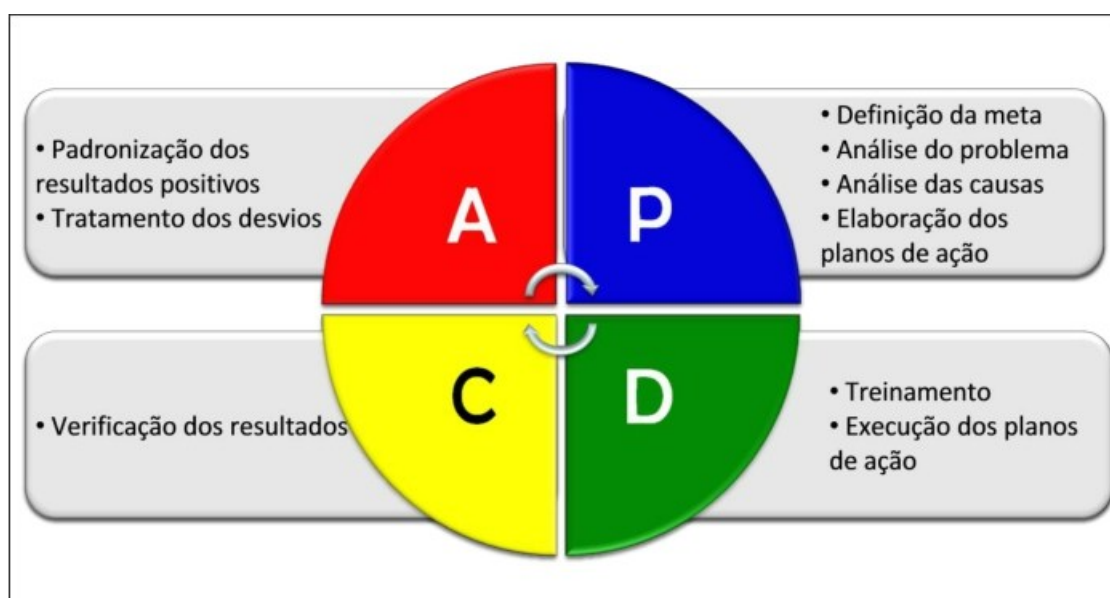 A
• Padronização dos
resultados positivos
• Tratamento dos desvios
P
• Definição da meta
• Análise do problema
• Análise das causas
• Elaboração dos
planos de ação
C
• Verificação dos resultados
D
• Treinamento
• Execução dos planos
de ação